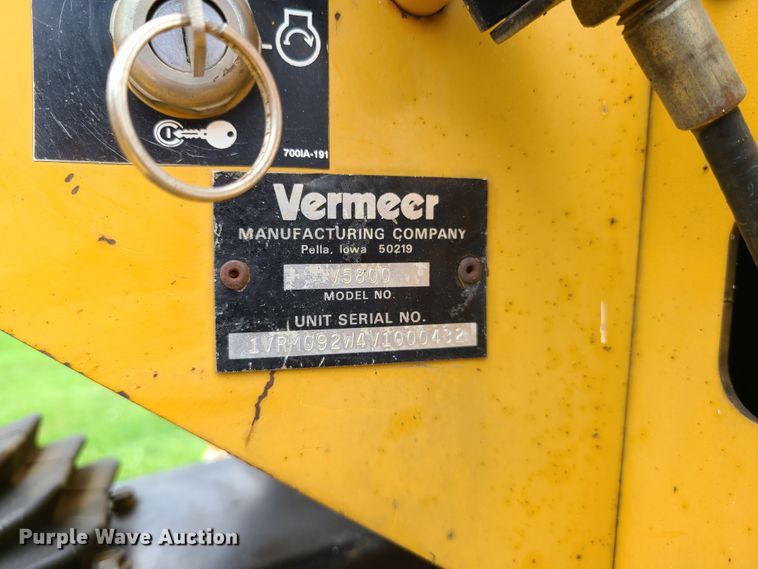 700IA-191
Vermeer
MANUFACTURING COMPANY
Pella, Iowa 50219
V5800
MODEL NO.
UNIT SERIAL NO.
1VRM092W4V1000432
Purple Wave Auction